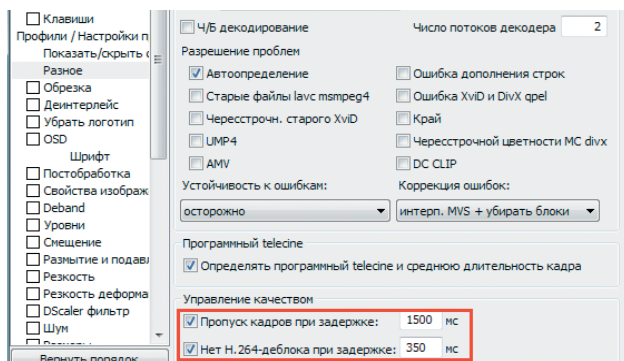 Клавиши
Профили / Настройки п
Показать/скрыть
Разное
Обрезка
Деинтерлейс
Убрать логотип
OSD
Шрифт
Постобработка
Свойства изображ
Deband
Уровни
Смещение
Размытие и подавл
Резкость
Резкость деформа
DScaler фильтр
Шум
Вернуть порядок
Ч/Б декодирование
Число потоков декодера 2
Разрешение проблем
Автоопределение
Ошибка дополнения строк
Старые файлы lavc msmpeg4
Ошибка XviD и DivX qpel
Чересстрочн. старого XviD
Край
UMP4
Чересстрочной цветности MC divx
AMV
DC CLIP
Устойчивость к ошибкам:
Коррекция ошибок:
осторожно
интерп. MVS + убирать блоки
Программный telecine
Определять программный telecine и среднюю длительность кадра
Управление качеством
Пропуск кадров при задержке: 1500 мс
Нет H.264-деблока при задержке: 350 мс